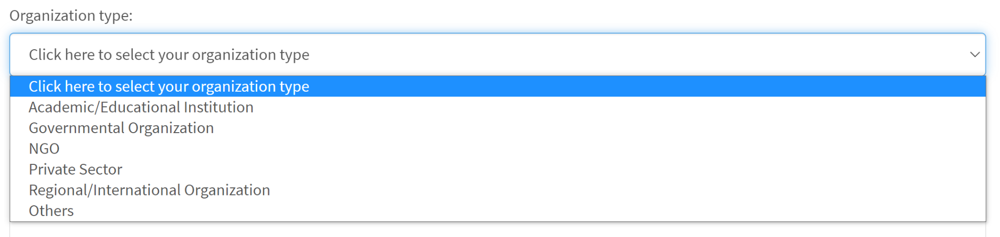 Organization type:
Click here to select your organization type
Click here to select your organization type
Academic/Educational Institution
Governmental Organization
NGO
Private Sector
Regional/International Organization
Others